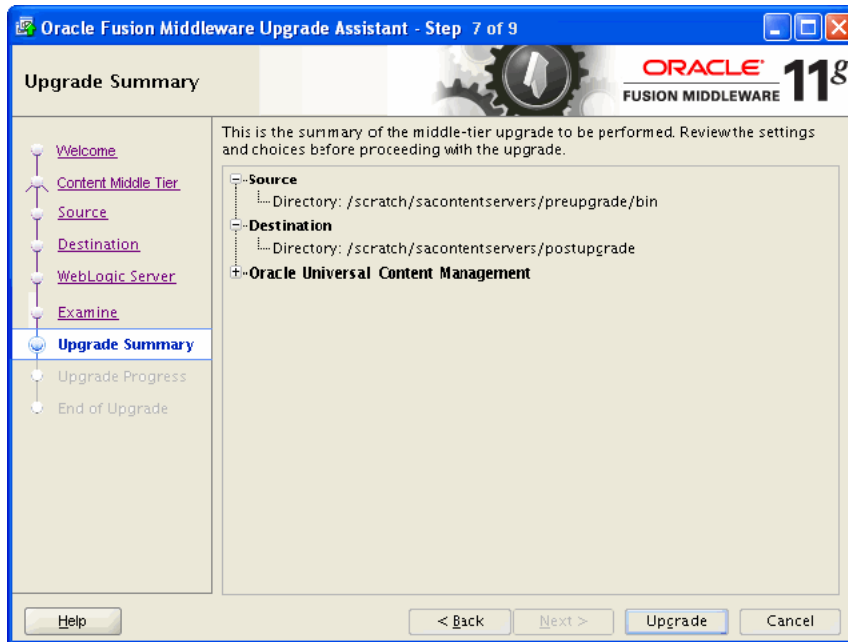 Oracle Fusion Middleware Upgrade Assistant - Step 7 of 9
Upgrade Summary
ORACLE
FUSION MIDDLEWARE
11g
Welcome
Content Middle Tier
Source
Destination
WebLogic Server
Examine
Upgrade Summary
Upgrade Progress
End of Upgrade
This is the summary of the middle-tier upgrade to be performed. Review the settings
and choices before proceeding with the upgrade.
Source
Directory: /scratch/sacontentservers/preupgrade/bin
Destination
Directory: /scratch/sacontentservers/postupgrade
Oracle Universal Content Management
Help
< Back
Next >
Upgrade
Cancel